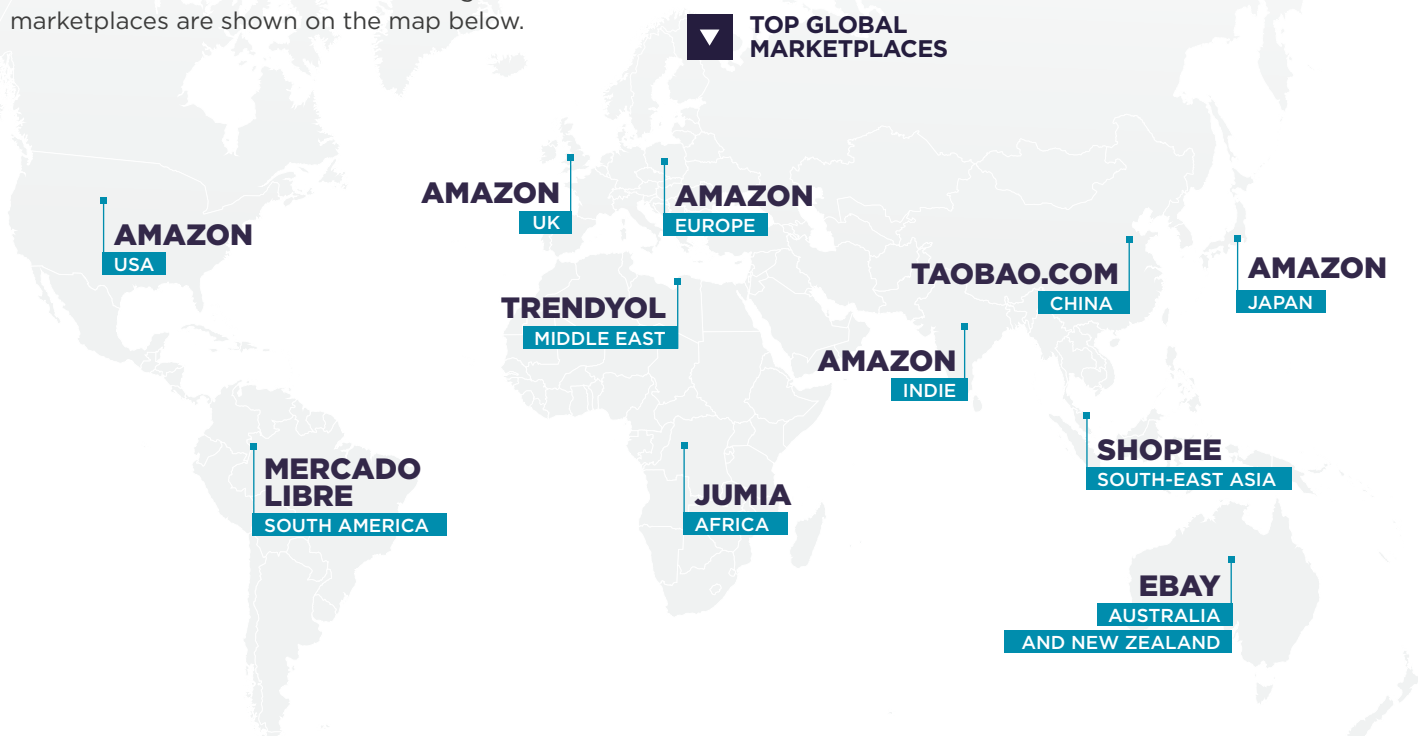 marketplaces are shown on the map below.
TOP GLOBAL
MARKETPLACES
AMAZON
USA
AMAZON
UK
AMAZON
EUROPE
TRENDYOL
MIDDLE EAST
TAOBAO.COM
CHINA
AMAZON
JAPAN
AMAZON
INDIE
MERCADO
LIBRE
SOUTH AMERICA
JUMIA
AFRICA
SHOPEE
SOUTH-EAST ASIA
EBAY
AUSTRALIA
AND NEW ZEALAND